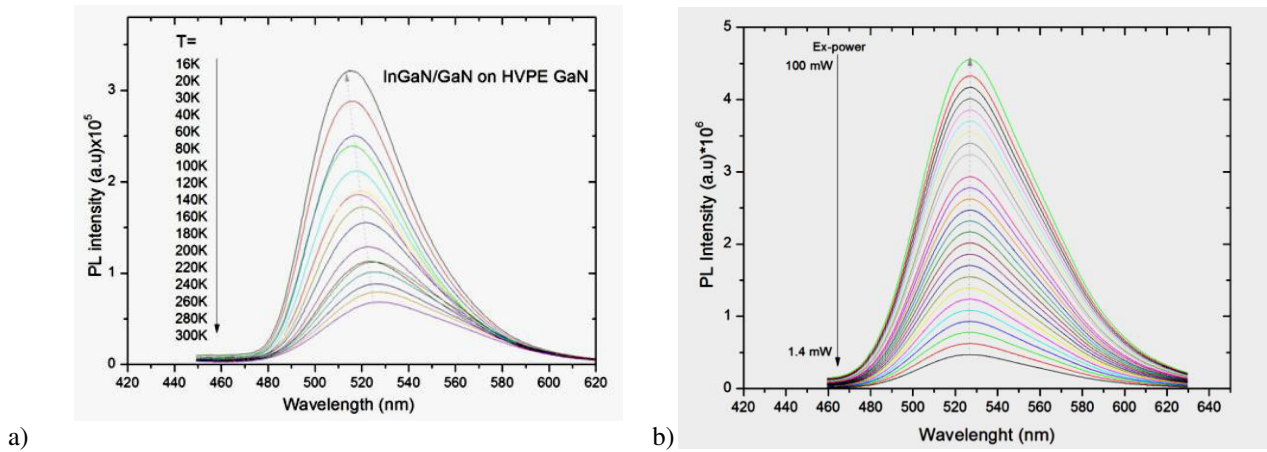 T=
16K
20K
30K
40K
60K
80K
100K
120K
140K
160K
180K
200K
220K
240K
260K
300K
InGaN/GaN on HVPE GaN
PL intensity (a.u)x10⁵
3
2
1
0
420 440 460 480 500 520 540 560 580 600 620
Wavelength (nm)
a)
Ex-power
100 mW
1.4 mW
PL Intensity (a.u)*10⁶
5
4
3
2
1
0
420 440 460 480 500 520 540 560 580 600 620 640
Wavelenght (nm)
b)